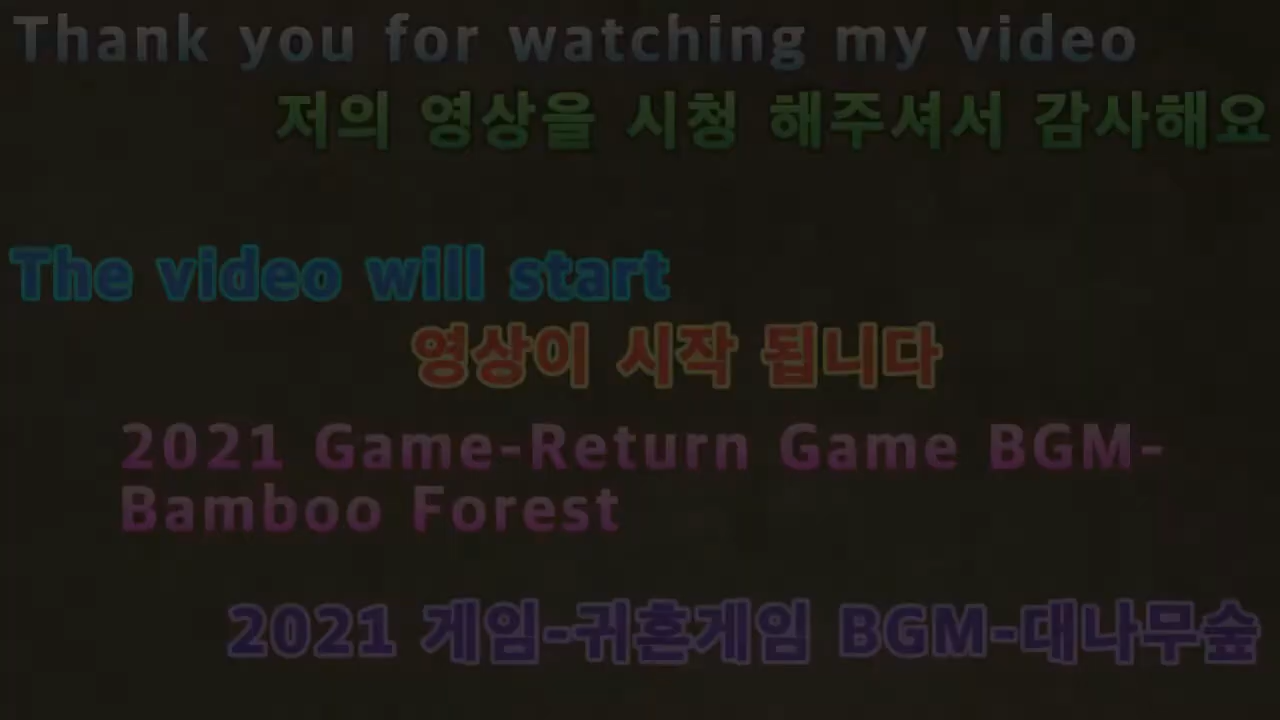 Thank you for watching my video
저의 영상을 시청 해주셔서 감사해요
The video will start
영상이 시작 됩니다
2021 Game-Return Game BGM-
Bamboo Forest
2021 게임-귀혼게임 BGM-대나무숲